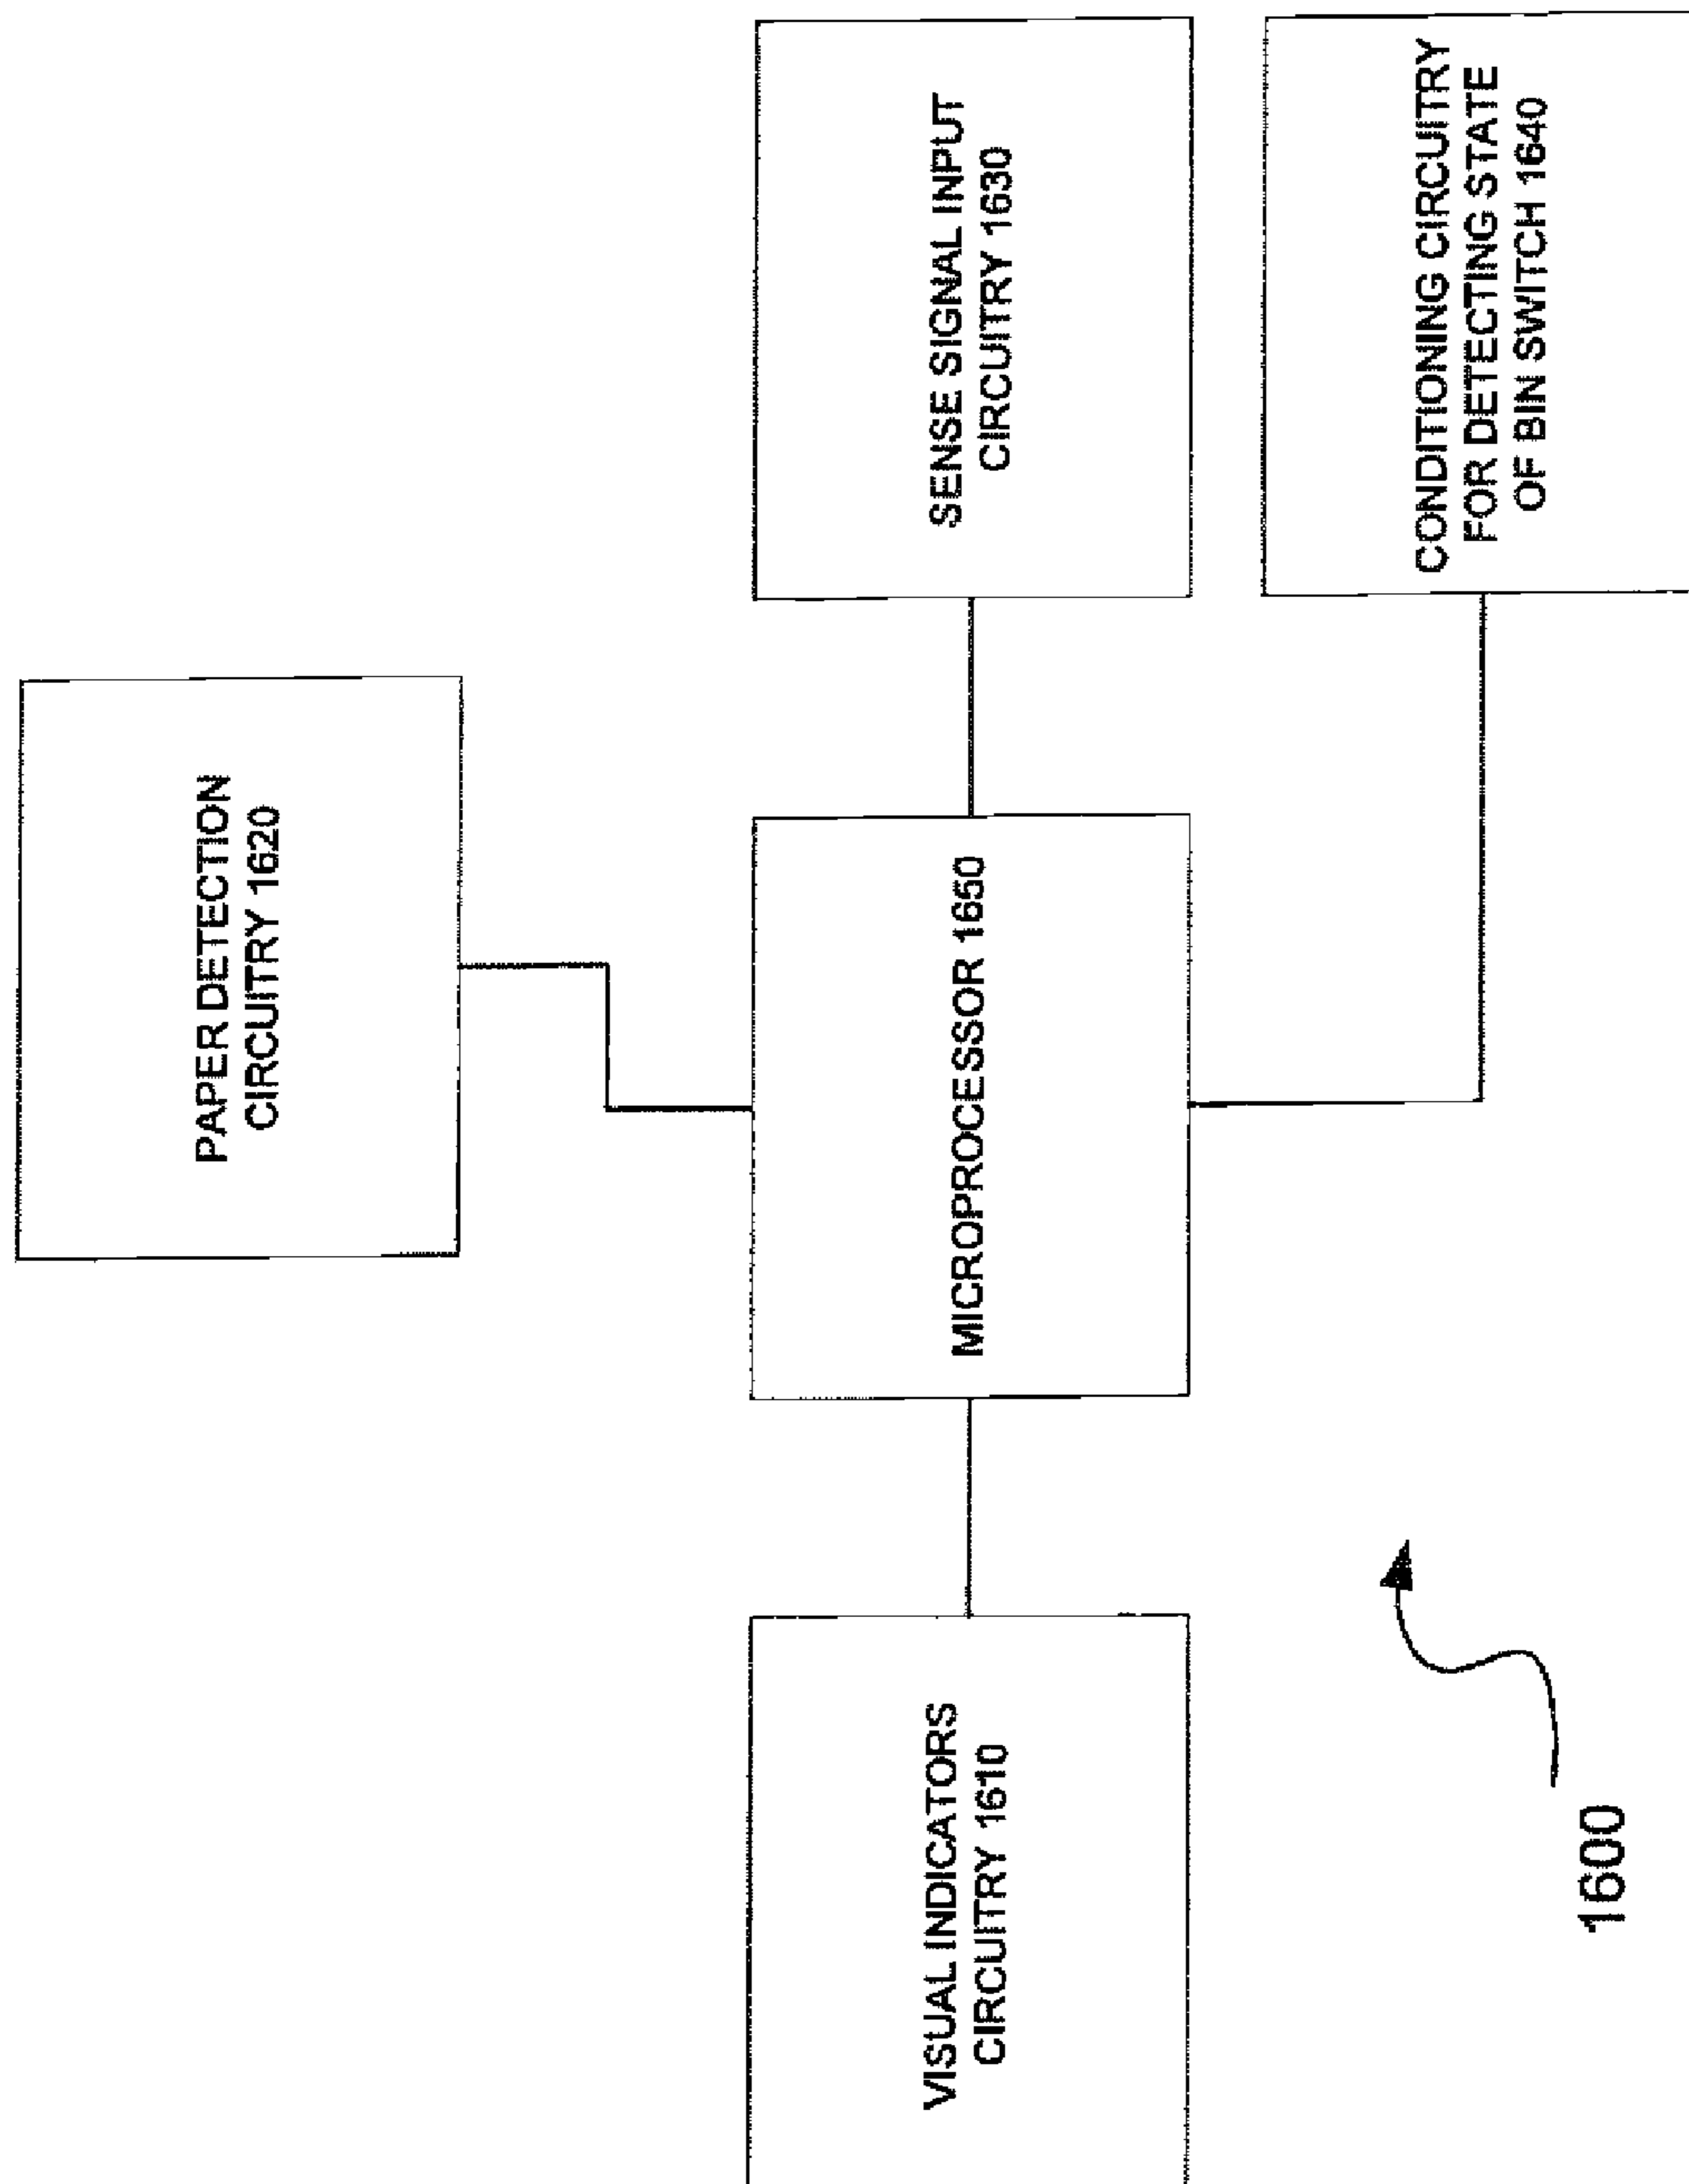 PAPER DETECTION
CIRCUITRY 1620
VISUAL INDICATORS
CIRCUITRY 1610
MICROPROCESSOR 1650
SENSE SIGNAL INPUT
CIRCUITRY 1630
CONDITIONING CIRCUITRY
FOR DETECTING STATE
OF BIN SWITCH 1640
1600